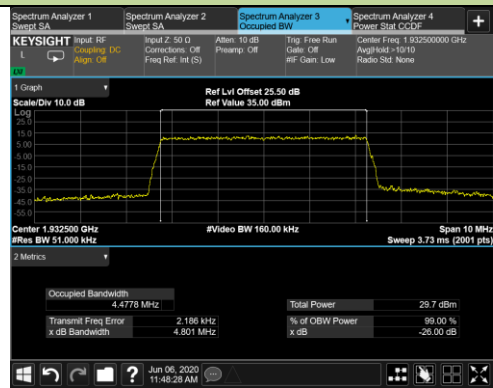 Spectrum Analyzer 1
Swept SA
Spectrum Analyzer 2
Swept SA
Spectrum Analyzer 3
Occupied BW
Spectrum Analyzer 4
Power Stat CCDF
KEYSIGHT
L
Input: RF
Coupling: DC
Align: Off
Input Z: 50 Ω
Corrections: Off
Freq Ref: Int (S)
Atten: 10 dB
Preamp: Off
Trig: Free Run
Gate: Off
#IF Gain: Low
Center Freq: 1.932500000 GHz
Avg|Hold:>10/10
Radio Std: None
1 Graph
Scale/Div 10.0 dB
Ref Lvl Offset 25.50 dB
Ref Value 35.00 dBm
Log
25.0
15.0
5.00
-5.00
-15.0
-25.0
-35.0
-45.0
-55.0
Center 1.932500 GHz
#Res BW 51.000 kHz
#Video BW 160.00 kHz
Span 10 MHz
Sweep 3.73 ms (2001 pts)
2 Metrics
Occupied Bandwidth
4.4778 MHz
Transmit Freq Error 2.186 kHz
x dB Bandwidth 4.801 MHz
Total Power 29.7 dBm
% of OBW Power 99.00 %
x dB -26.00 dB
?
Jun 06, 2020
11:48:28 AM